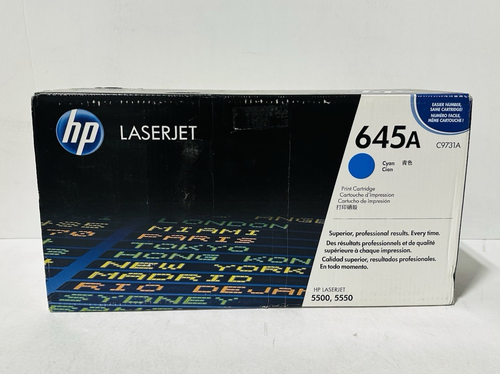 hp
LASERJET
EASIER NUMBER,
SAME CARTRIDGE!
NUMÉRO FACILE,
MÊME CARTOUCHE !
645A
C9731A
Cyan 青色
Cian
Print Cartridge
Cartouche d'impression
Cartucho de impresión
打印碳粉
Superior, professional results. Every time.
Des résultats professionnels et de qualité
supérieure à chaque impression.
Calidad superior, resultados profesionales.
En todo momento.
HP LASERJET
5500, 5550
LONDON
MIAMI
PARIS
TOKYO
HONG KONG
NEW YORK
MADRID
RIO DE JANEIRO
SYDNEY